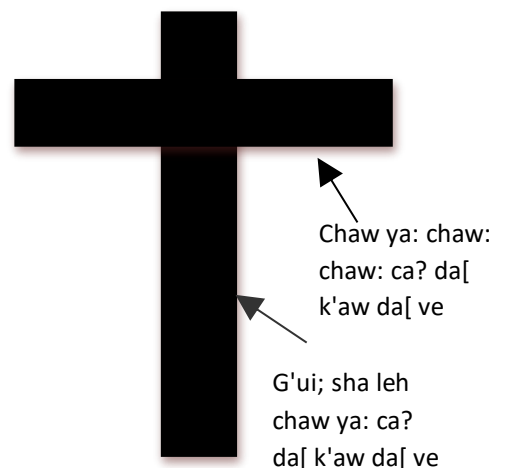 Chaw ya: chaw:
chaw: ca? da[
k'aw da[ ve
G'ui; sha leh
chaw ya: ca?
da[ k'aw da[ ve